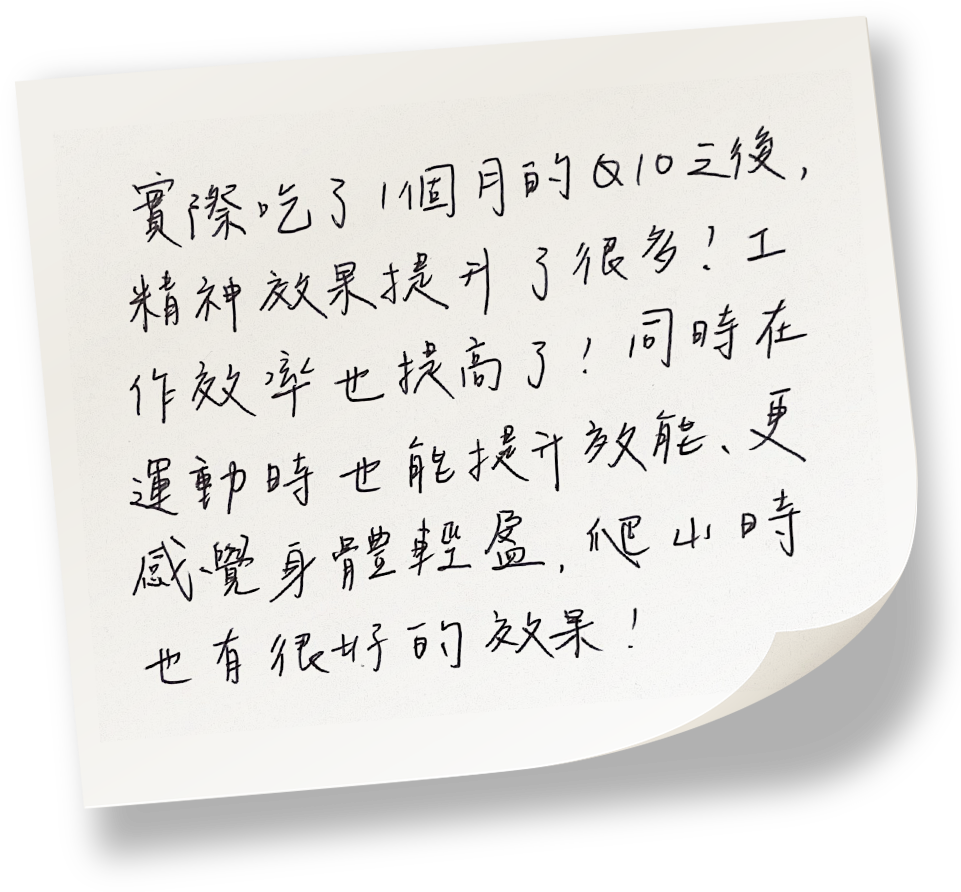 實際吃了1個月的Q10之後,
精神效果提升了很多!工
作效率也提高了!同時在
運動時也能提升效能、更
感覺身體輕盈,爬山時
也有很好的效果!